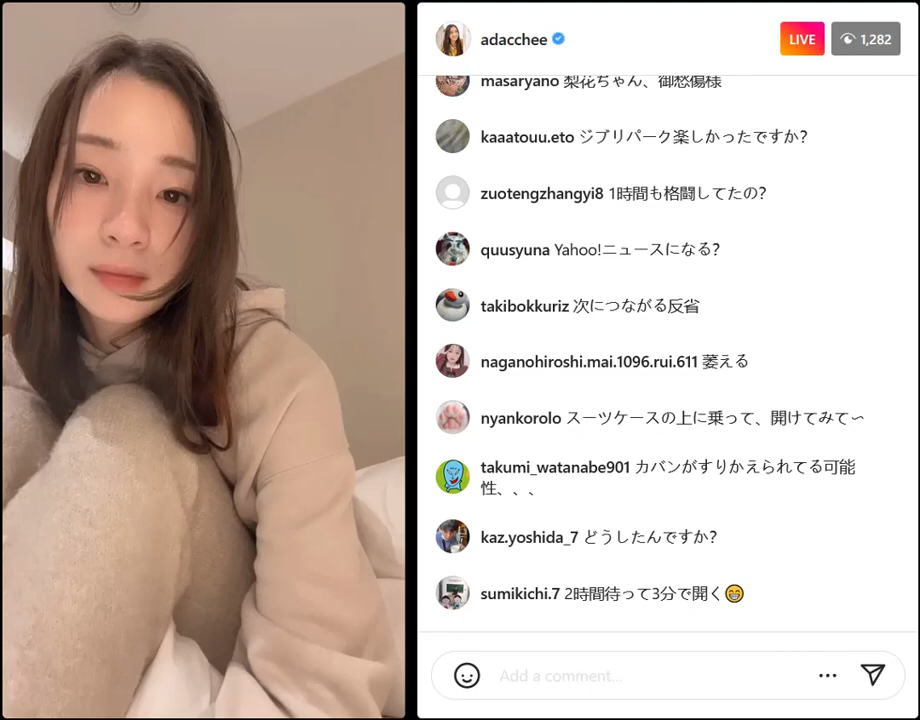 adacchee
LIVE
1,282
masaryano 梨花ちゃん、御愁傷様
kaaatouu.eto ジブリパーク楽しかったですか?
zuotengzhangyi8 1時間も格闘してたの?
quusyuna Yahoo!ニュースになる?
takibokkuriz 次につながる反省
naganohiroshi.mai.1096.rui.611 萎える
nyankorolo スーツケースの上に乗って、開けてみて〜
takumi_watanabe901 カバンがすりかえられてる可能
性、、、
kaz.yoshida_7 どうしたんですか?
sumikichi.7 2時間待って3分で開く😁
Add a comment...